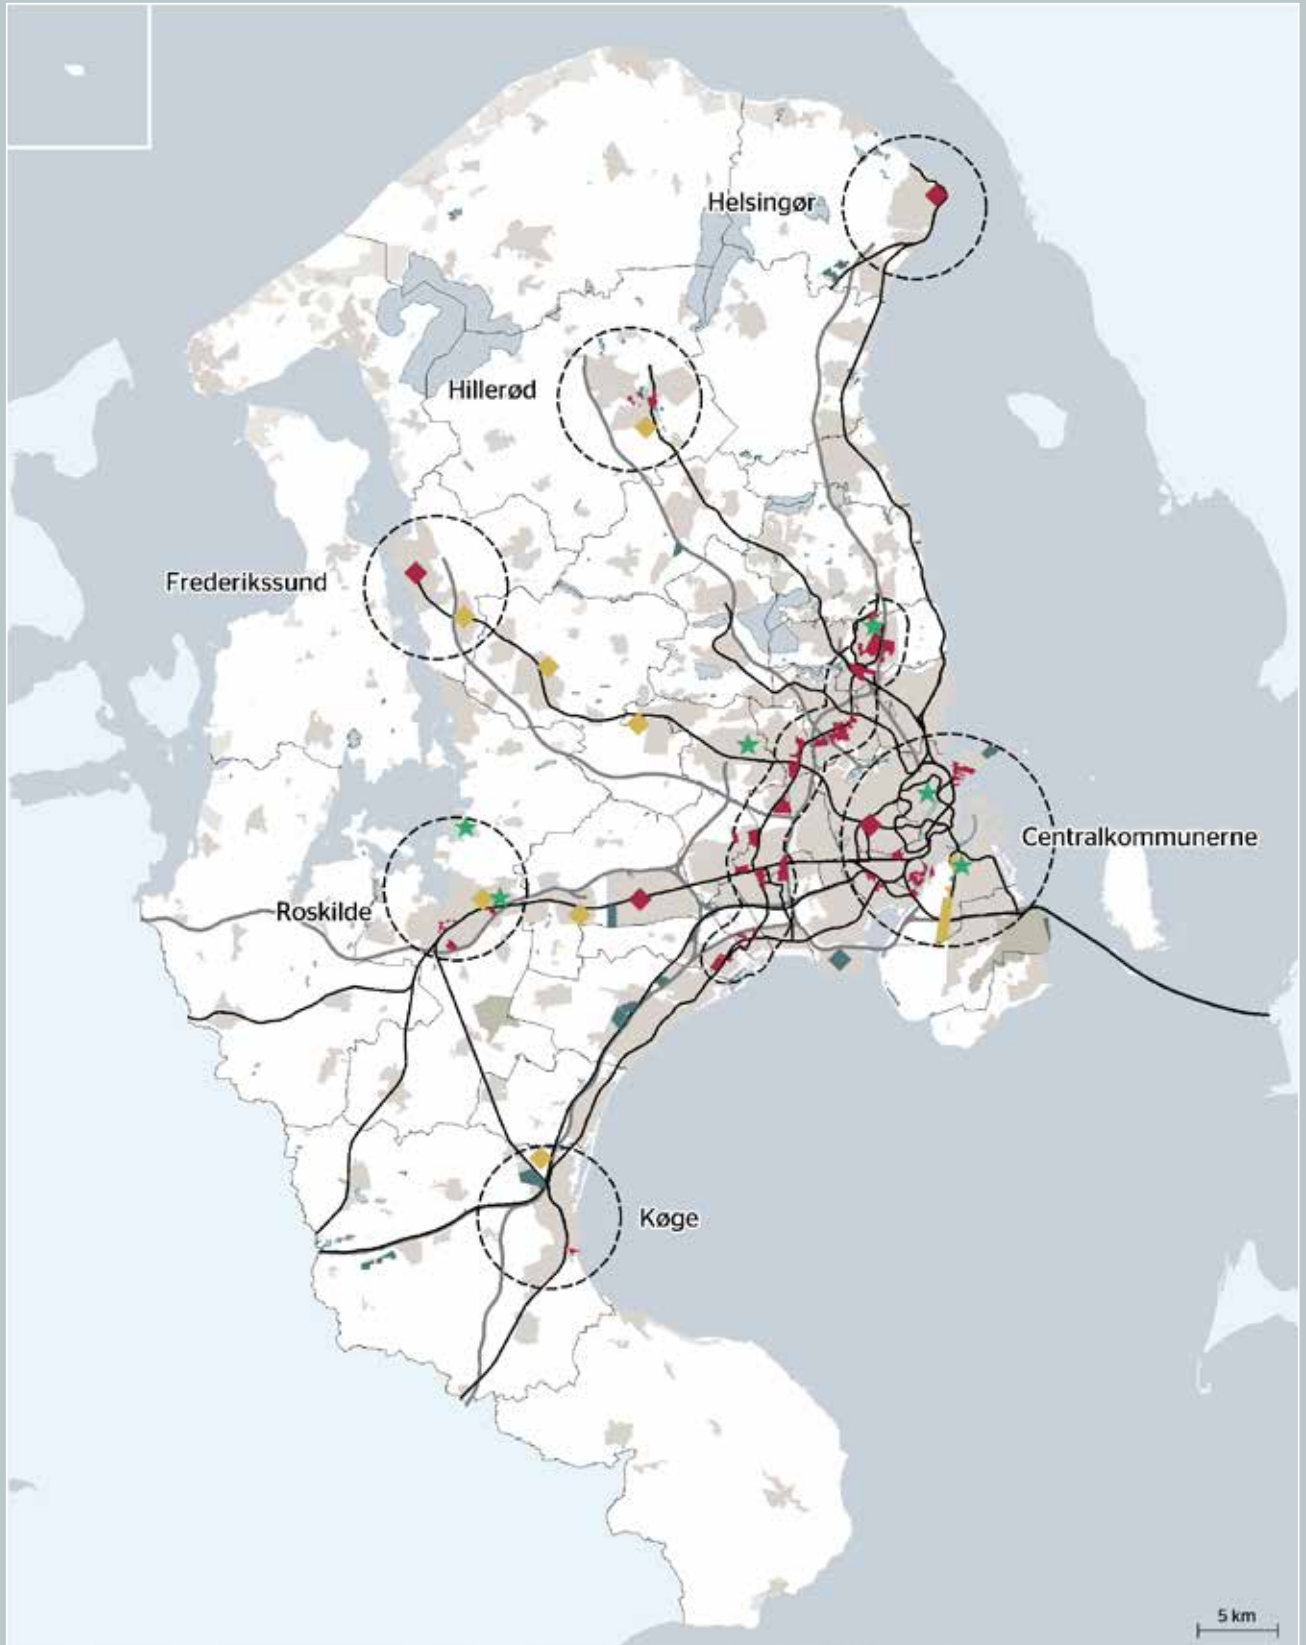 Helsingør
Hillerød
Frederikssund
Centralkommunerne
Roskilde
Køge
5 km